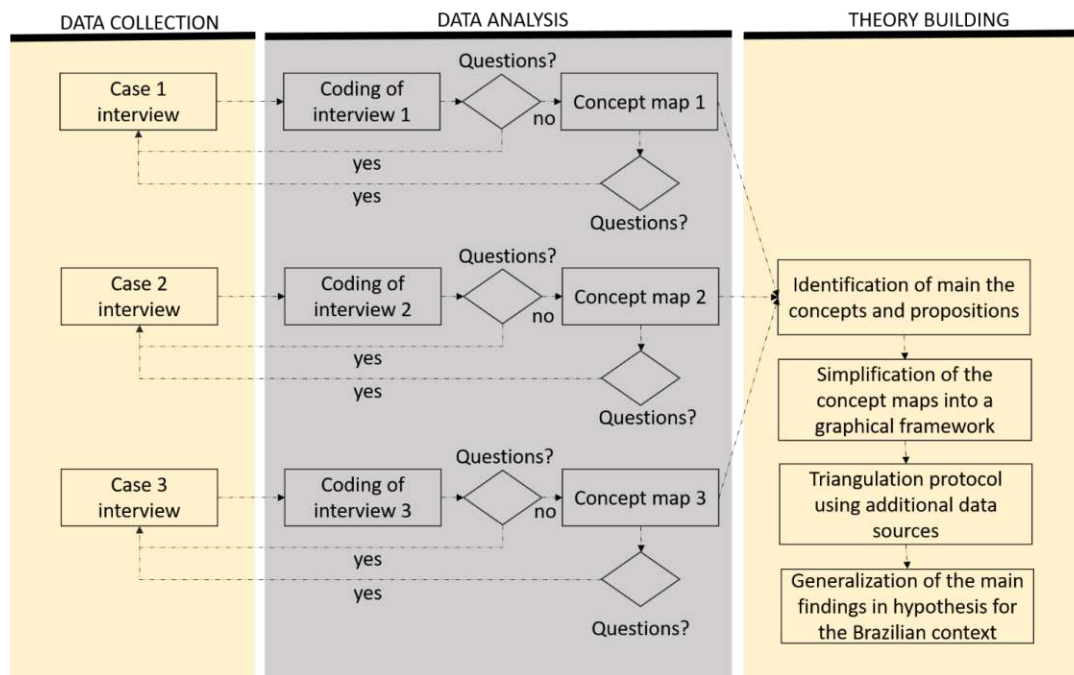 DATA COLLECTION
DATA ANALYSIS
THEORY BUILDING
Case 1
interview
Coding of
interview 1
Questions?
no
Concept map 1
yes
yes
Questions?
Case 2
interview
Coding of
interview 2
Questions?
no
Concept map 2
yes
yes
Questions?
Case 3
interview
Coding of
interview 3
Questions?
no
Concept map 3
yes
yes
Questions?
Identification of main the
concepts and propositions
Simplification of the
concept maps into a
graphical framework
Triangulation protocol
using additional data
sources
Generalization of the main
findings in hypothesis for
the Brazilian context